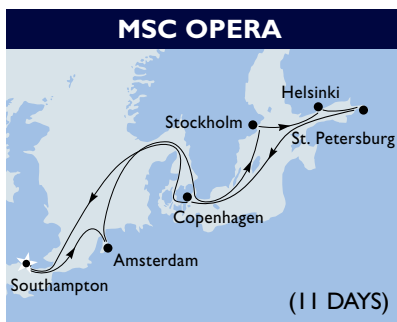 MSC OPERA
Helsinki
Stockholm
St. Petersburg
Copenhagen
Amsterdam
Southampton
(11 DAYS)